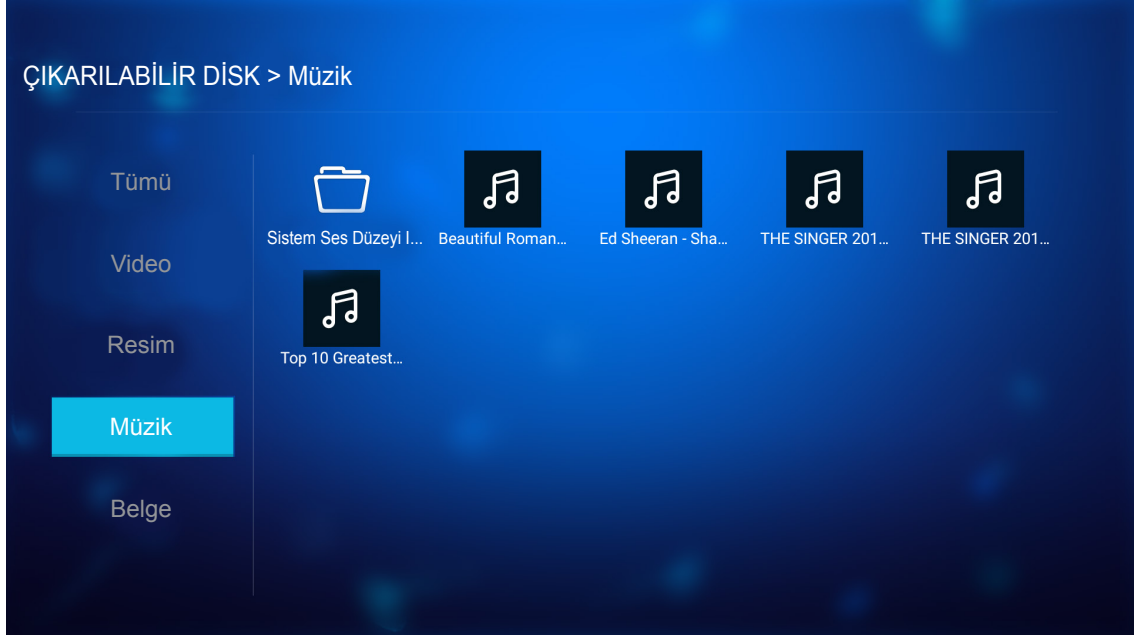 ÇIKARILABİLİR DİSK > Müzik
Tümü
Video
Resim
Müzik
Belge
Sistem Ses Düzeyi I...
Beautiful Roman...
Ed Sheeran - Sha...
THE SINGER 201...
THE SINGER 201...
Top 10 Greatest...